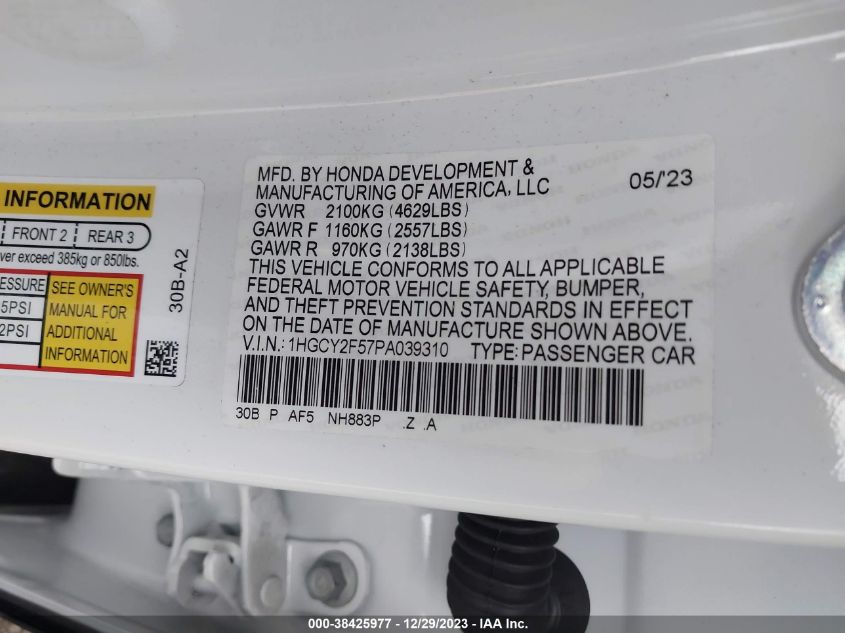 INFORMATION
FRONT 2 REAR 3
ver exceed 385kg or 850lbs.
SEE OWNER'S
MANUAL FOR
ADDITIONAL
INFORMATION
5PSI
2PSI
30B-A2
MFD. BY HONDA DEVELOPMENT &
MANUFACTURING OF AMERICA, LLC 05/'23
GVWR 2100KG (4629LBS)
GAWR F 1160KG (2557LBS)
GAWR R 970KG (2138LBS)
THIS VEHICLE CONFORMS TO ALL APPLICABLE
FEDERAL MOTOR VEHICLE SAFETY, BUMPER,
AND THEFT PREVENTION STANDARDS IN EFFECT
ON THE DATE OF MANUFACTURE SHOWN ABOVE.
V.I.N.: 1HGCY2F57PA039310 TYPE: PASSENGER CAR
30B P AF5 NH883P .Z .A
000-38425977 - 12/29/2023 - IAA Inc.